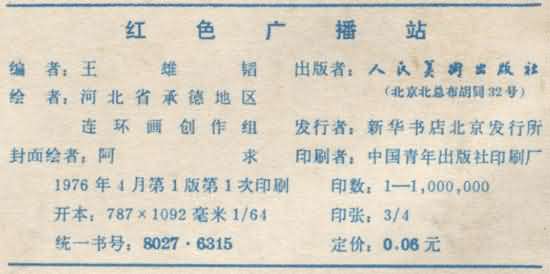 红色广播站
编者：王雄韬 出版者：人民美术出版社
绘者：河北省承德地区 （北京北总布胡同32号）
连环画创作组 发行者：新华书店北京发行所
封面绘者：阿求 印刷者：中国青年出版社印刷厂
1976年4月第1版第1次印刷 印数：1—1,000,000
开本：787×1092毫米1/64 印张：3/4
统一书号：8027·6315 定价：0.06元